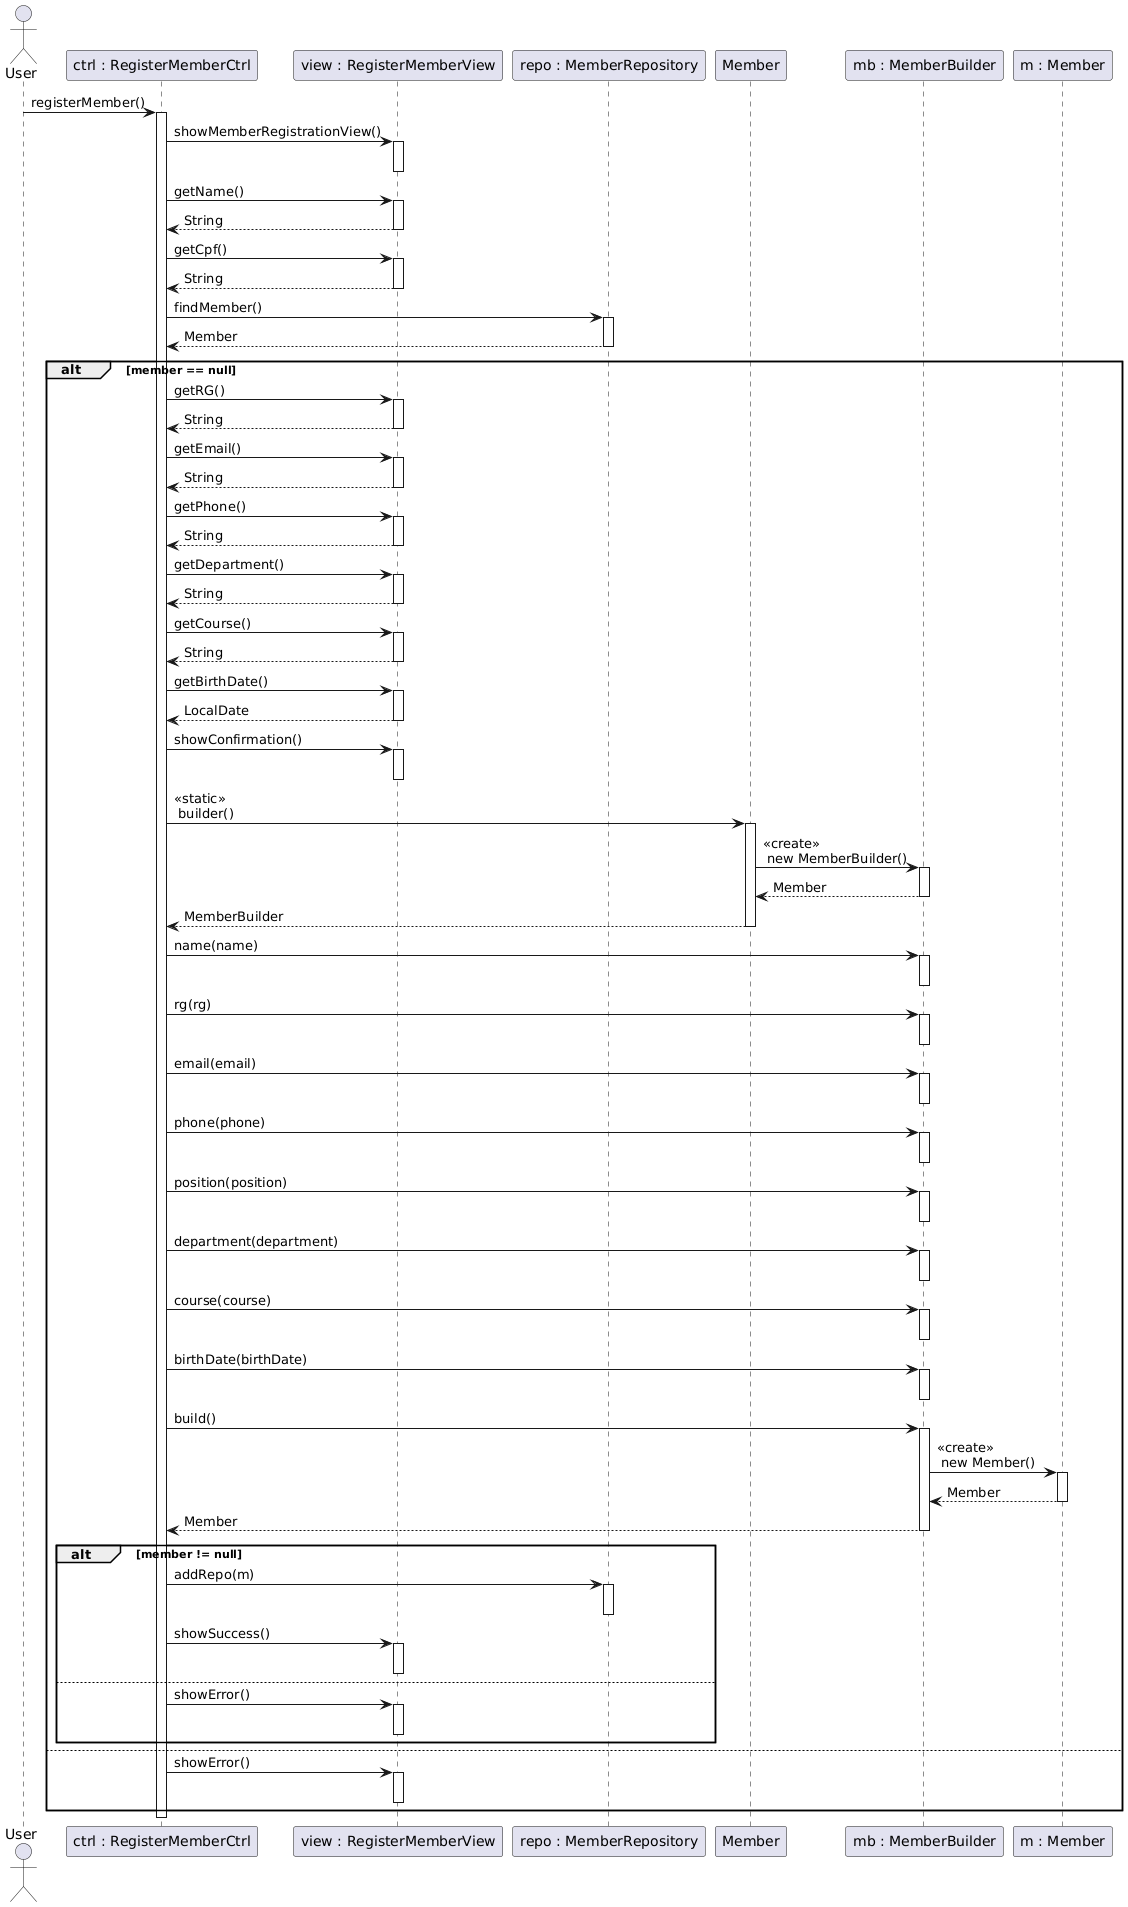 User
ctrl : RegisterMemberCtrl
view : RegisterMemberView
repo : MemberRepository
Member
mb : MemberBuilder
m : Member
registerMember()
showMemberRegistrationView()
getName()
String
getCpf()
String
findMember()
Member
alt
[member == null]
getRG()
String
getEmail()
String
getPhone()
String
getDepartment()
String
getCourse()
String
getBirthDate()
LocalDate
showConfirmation()
«static»
builder()
«create»
new MemberBuilder()
Member
MemberBuilder
name(name)
rg(rg)
email(email)
phone(phone)
position(position)
department(department)
course(course)
birthDate(birthDate)
build()
«create»
new Member()
Member
Member
alt
[member != null]
addRepo(m)
showSuccess()
showError()
showError()
User
ctrl : RegisterMemberCtrl
view : RegisterMemberView
repo : MemberRepository
Member
mb : MemberBuilder
m : Member